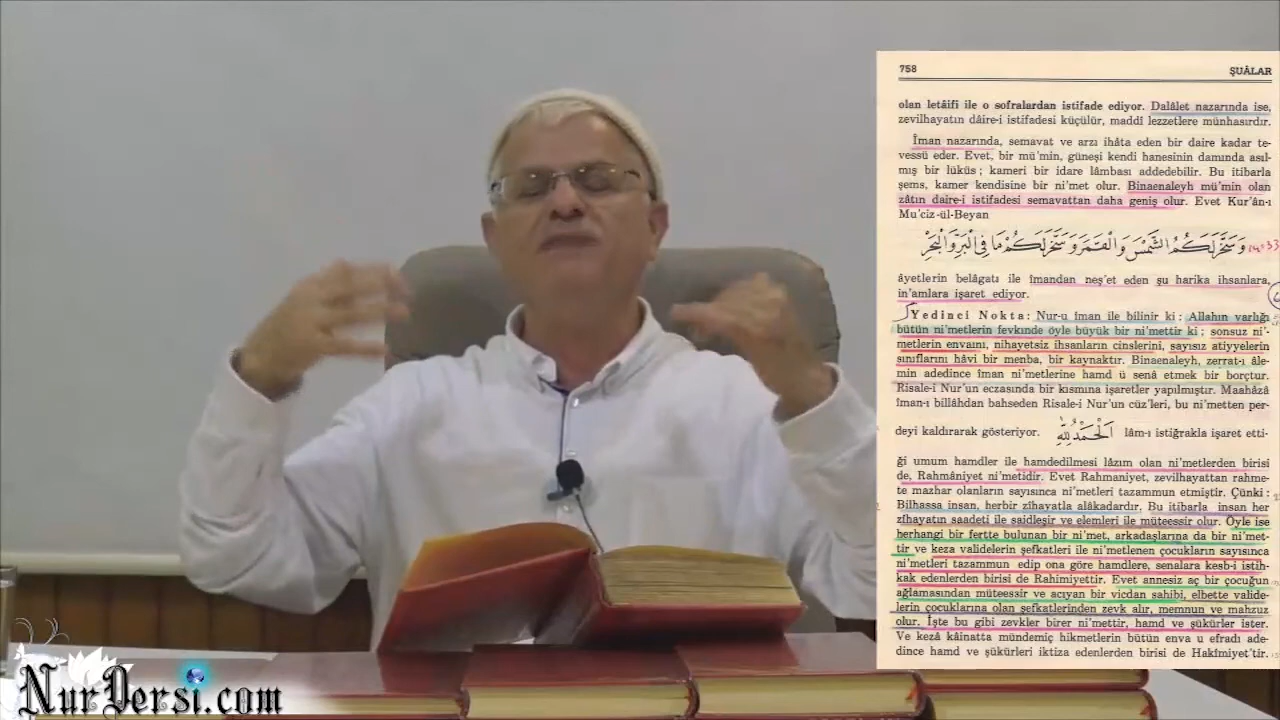 758 ŞUÂLAR
olan letâifi ile o sofralardan istifade ediyor. Dalâlet nazarında ise,
zevilhayatın dâire-i istifadesi küçülür, maddî lezzetlere münhasırdır.
Îman nazarında, semavat ve arzı ihâta eden bir daire kadar te-
vessü eder. Evet, bir mü'min, güneşi kendi hanesinin damında asıl-
mış bir lüküs; kameri bir idare lâmbası addedebilir. Bu itibarla
şems, kamer kendisine bir ni'met olur. Binaenaleyh mü'min olan
zâtın daire-i istifadesi semavattan daha geniş olur. Evet Kur'ân-ı
Mu'ciz-ül-Beyan
وَسَخَّرَ لَكُمُ الشَّمْسَ وَالْقَمَرَ وَسَخَّرَ لَكُمْ مَا فِى الْبَرِّ وَالْبَحْرِ
âyetlerin belâgatı ile îmandan neş'et eden şu harika ihsanlara,
in'amlara işaret ediyor.
Yedinci Nokta: Nur-u îman ile bilinir ki: Allahın varlığı
bütün ni'metlerin fevkinde öyle büyük bir ni'mettir ki; sonsuz ni'-
metlerin envaını, nihayetsiz ihsanların cinslerini, sayısız atiyyelerin
sınıflarını hâvi bir menba, bir kaynaktır. Binaenaleyh, zerrat-ı âle-
min adedince îman ni'metlerine hamd ü senâ etmek bir borçtur.
Risale-i Nur'un eczasında bir kısmına işaretler yapılmıştır. Maahâzâ
îman-ı billâhdan bahseden Risale-i Nur'un cüz'leri, bu ni'metten per-
deyi kaldırarak gösteriyor. اَلْحَمْدُ لِلّٰهِ lâm-ı istiğrakla işaret etti-
ği umum hamdler ile hamdedilmesi lâzım olan ni'metlerden birisi
de, Rahmâniyet ni'metidir. Evet Rahmaniyet, zevilhayattan rahme-
te mazhar olanların sayısınca ni'metleri tazammun etmiştir. Çünki:
Bilhassa insan, herbir zîhayatla alâkadardır. Bu itibarla insan her
zîhayatın saadeti ile saidleşir ve elemleri ile müteessir olur. Öyle ise
herhangi bir fertte bulunan bir ni'met, arkadaşlarına da bir ni'met-
tir ve keza validelerin şefkatleri ile ni'metlenen çocukların sayısınca
ni'metleri tazammun edip ona göre hamdlere, senalara kesb-i istih-
kak edenlerden birisi de Rahîmiyettir. Evet annesiz aç bir çocuğun
ağlamasından müteessir ve acıyan bir vicdan sahibi, elbette valide-
lerin çocuklarına olan şefkatlerinden zevk alır, memnun ve mahzuz
olur. İşte bu gibi zevkler birer ni'mettir, hamd ve şükürler ister.
Ve kezâ kâinatta mündemiç hikmetlerin bütün enva u efradı ade-
dince hamd ve şükürleri iktiza edenlerden birisi de Hakîmiyet'tir.
NurDersi.com